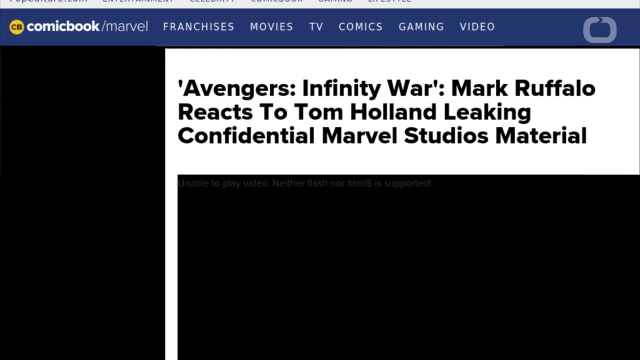 PopCulture.com ENTERTAINMENT CELEBRITY COMICBOOK GAMING LIFESTYLE
CB comicbook/marvel FRANCHISES MOVIES TV COMICS GAMING VIDEO
'Avengers: Infinity War': Mark Ruffalo
Reacts To Tom Holland Leaking
Confidential Marvel Studios Material
Unable to play video. Neither flash nor html5 is supported!